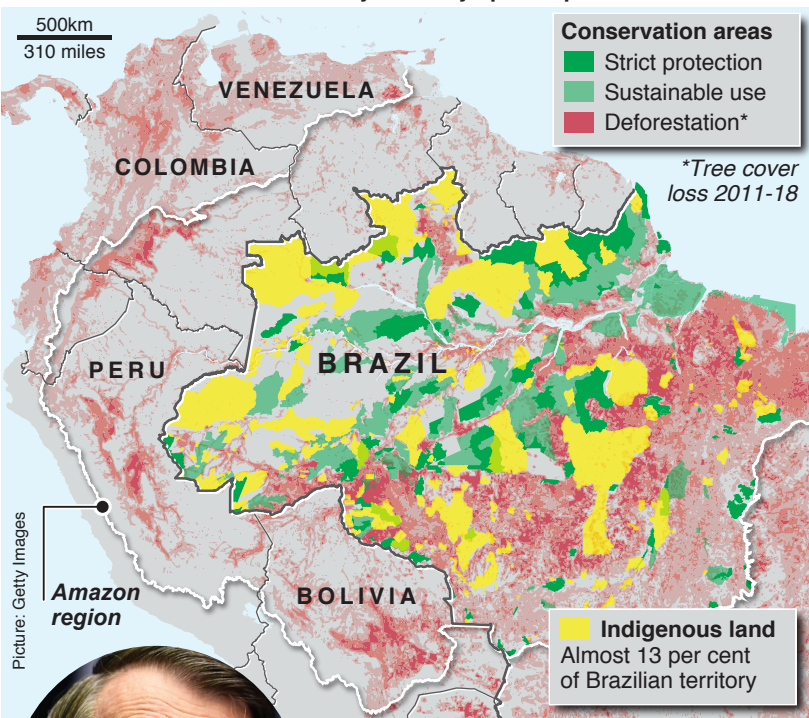 500km
310 miles
Conservation areas
Strict protection
Sustainable use
Deforestation*
*Tree cover
loss 2011-18
VENEZUELA
COLOMBIA
PERU
BRAZIL
BOLIVIA
Amazon
region
Picture: Getty Images
Indigenous land
Almost 13 per cent
of Brazilian territory